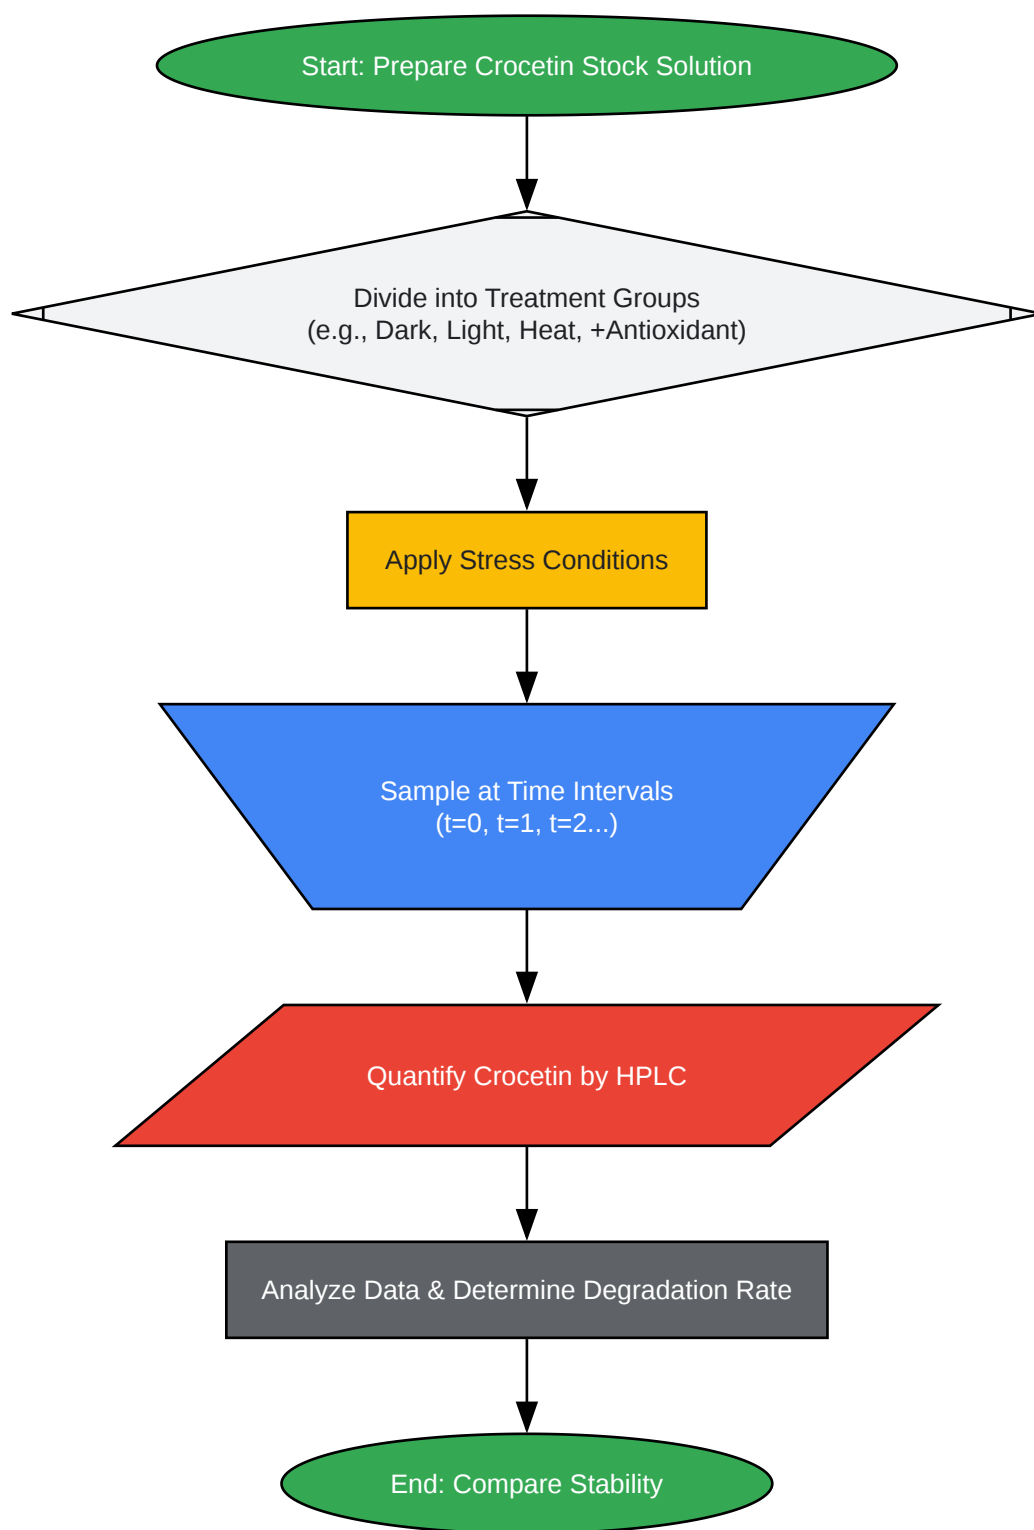 Start: Prepare Crocetin Stock Solution
Divide into Treatment Groups
(e.g., Dark, Light, Heat, +Antioxidant)
Apply Stress Conditions
Sample at Time Intervals
(t=0, t=1, t=2...)
Quantify Crocetin by HPLC
Analyze Data & Determine Degradation Rate
End: Compare Stability